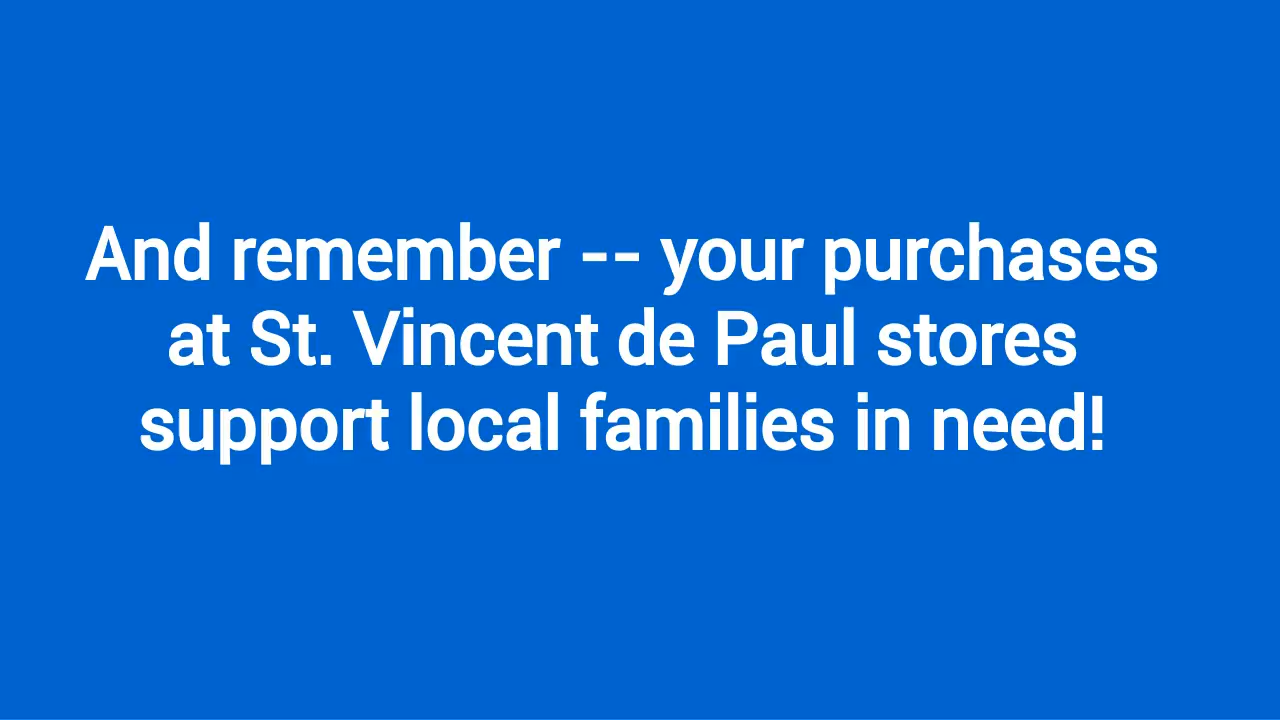 And remember -- your purchases
at St. Vincent de Paul stores
support local families in need!